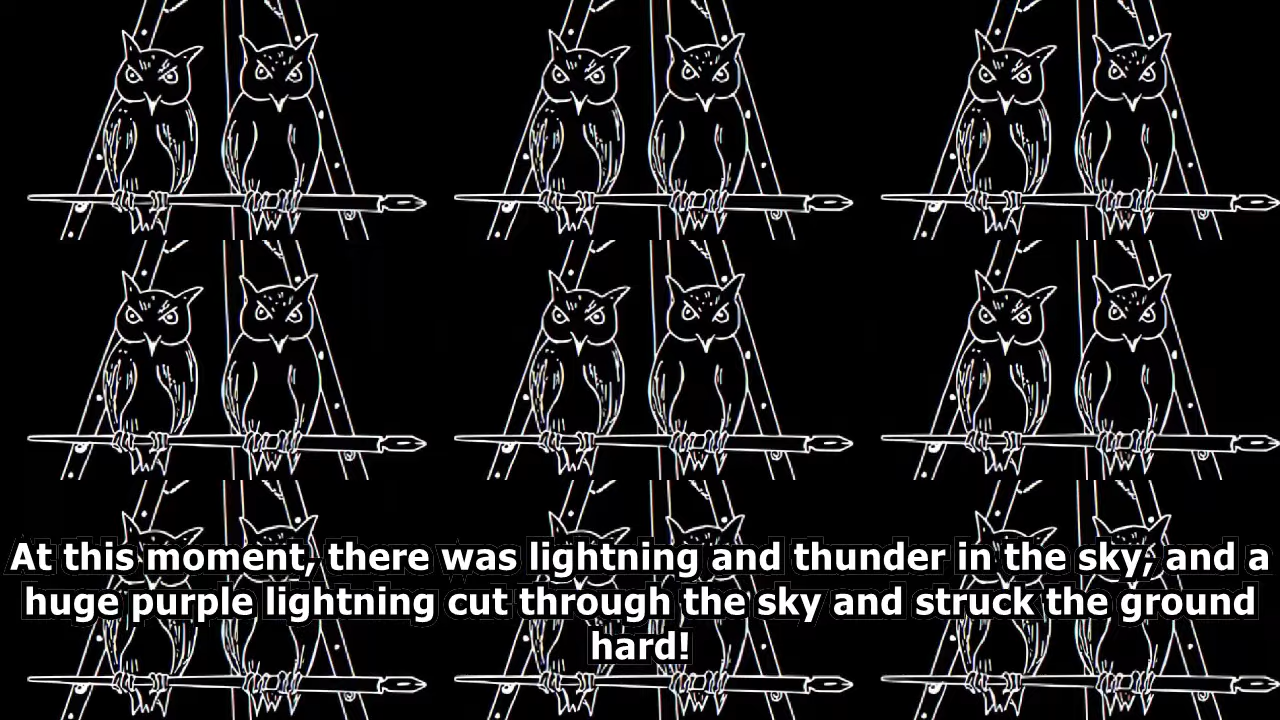 At this moment, there was lightning and thunder in the sky, and a
huge purple lightning cut through the sky and struck the ground
hard!